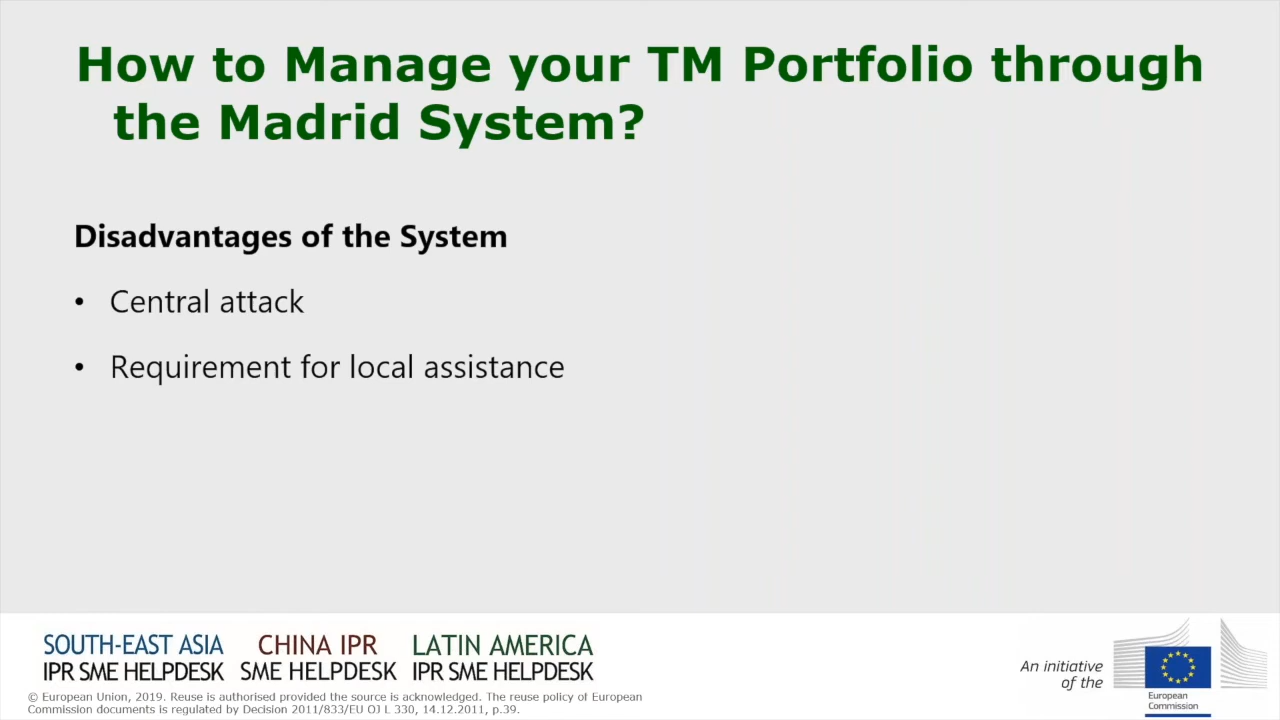 How to Manage your TM Portfolio through
the Madrid System?
Disadvantages of the System
• Central attack
• Requirement for local assistance
SOUTH-EAST ASIA
IPR SME HELPDESK
CHINA IPR
SME HELPDESK
LATIN AMERICA
IPR SME HELPDESK
An initiative
of the
European
Commission
© European Union, 2019. Reuse is authorised provided the source is acknowledged. The reuse policy of European
Commission documents is regulated by Decision 2011/833/EU OJ L 330, 14.12.2011, p.39.